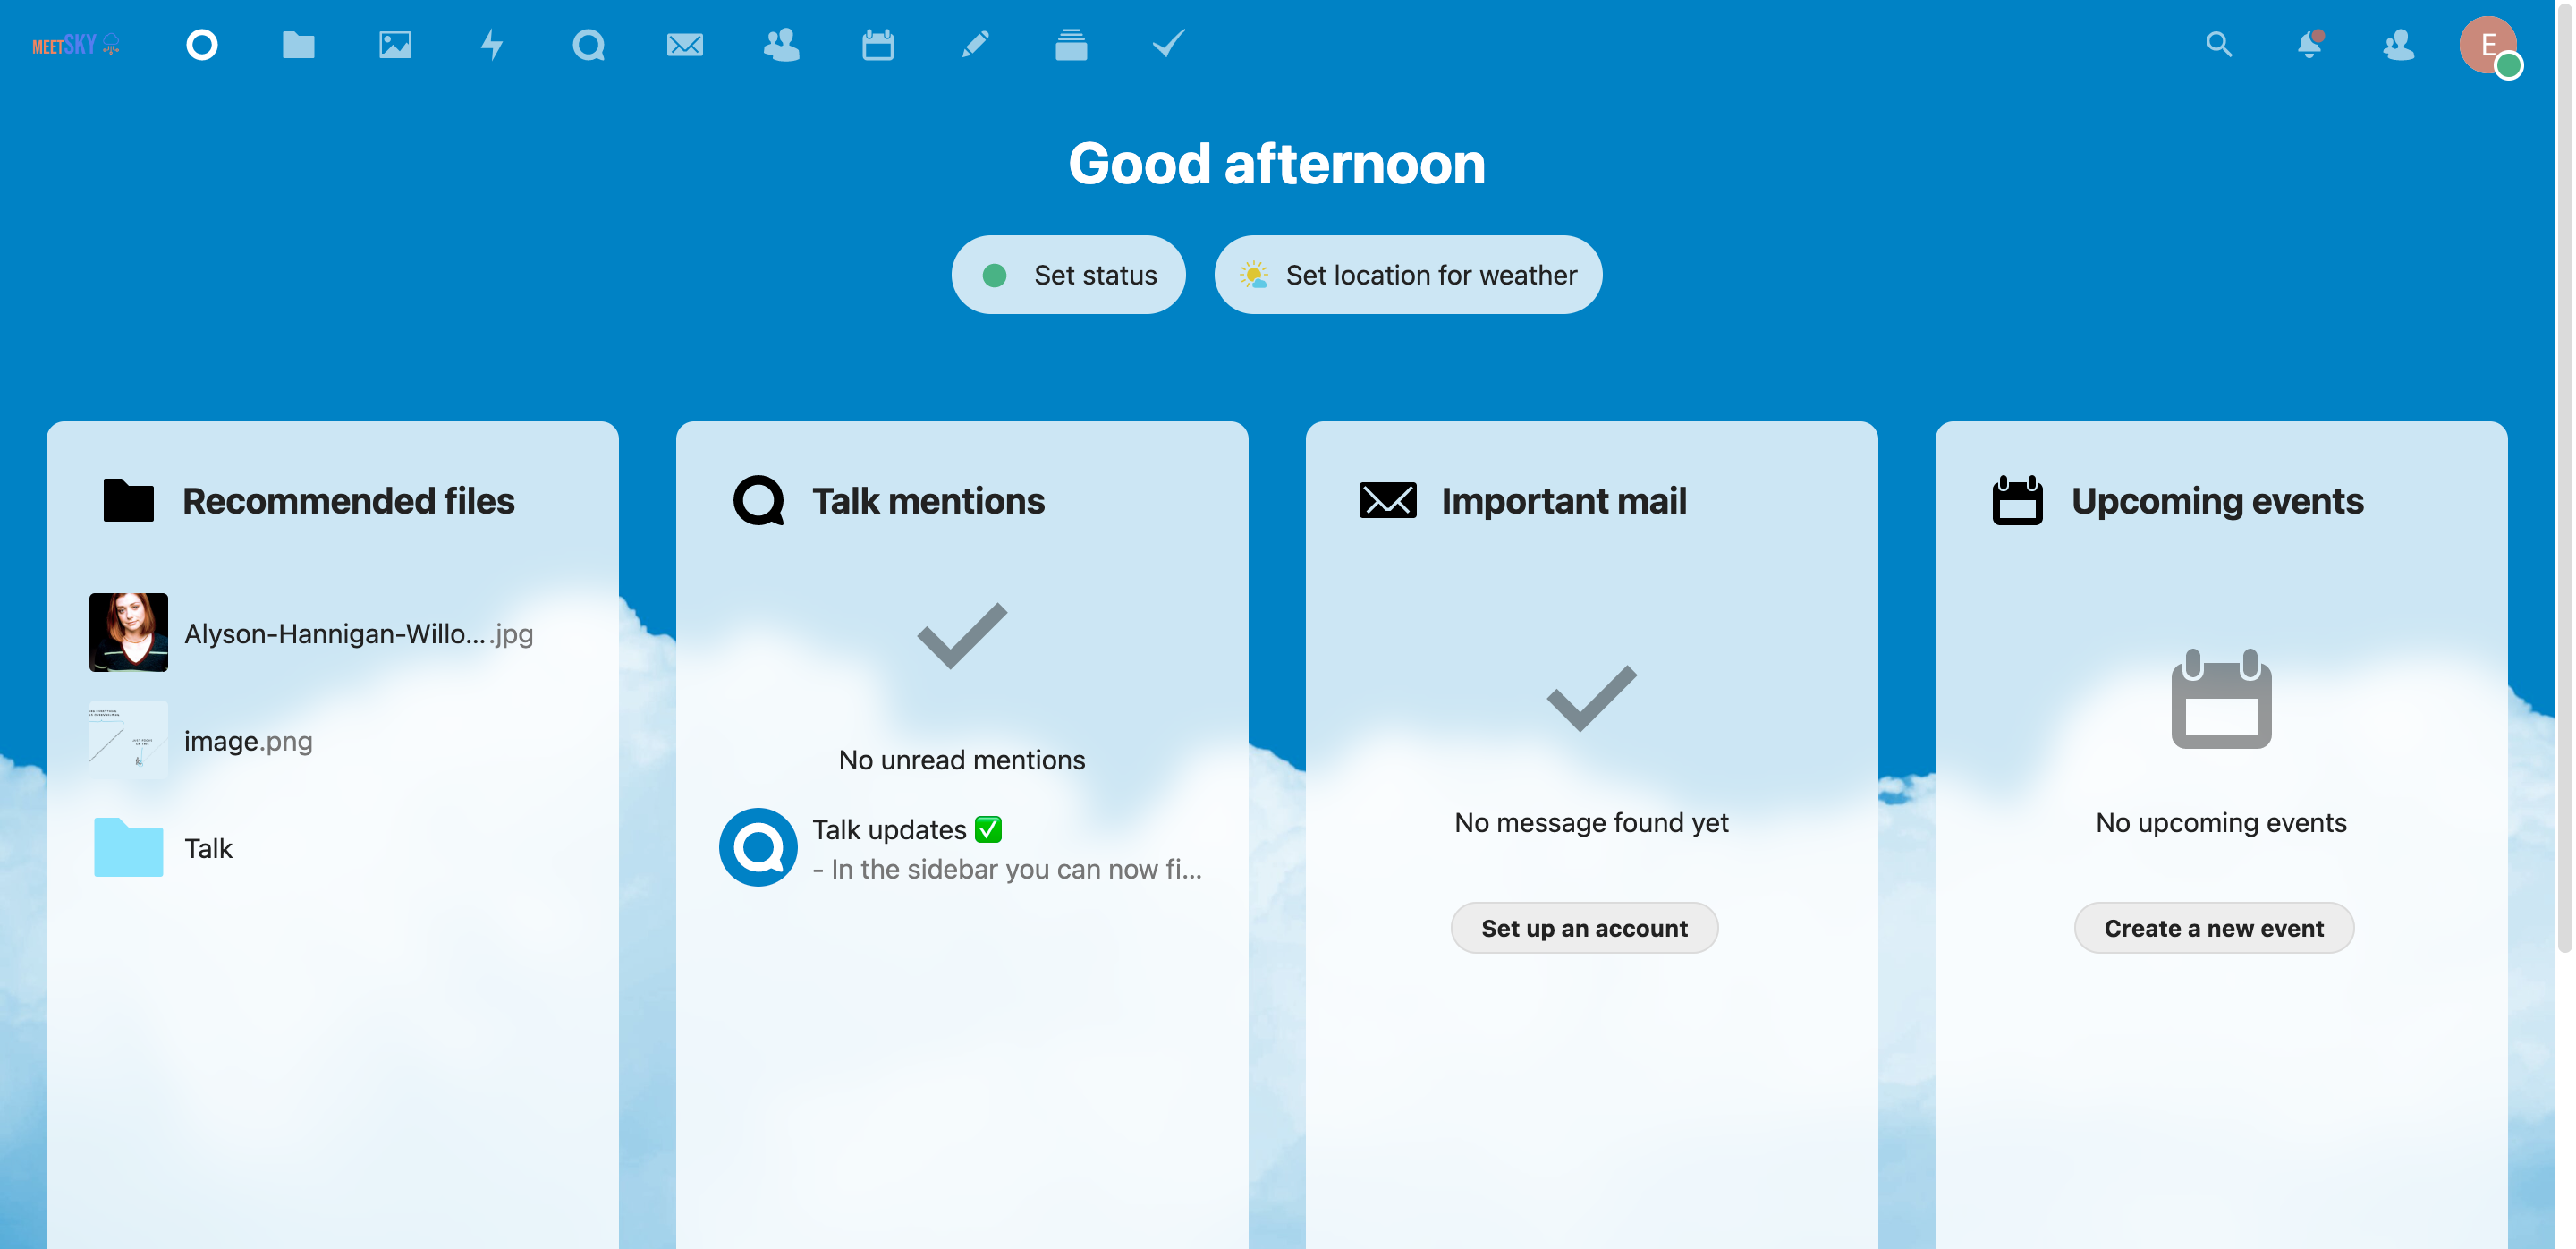 MEETSKY
E
Good afternoon
Set status
Set location for weather
Recommended files
Alyson-Hannigan-Willo....jpg
image.png
Talk
Talk mentions
No unread mentions
Talk updates ✅
- In the sidebar you can now fi...
Important mail
No message found yet
Set up an account
Upcoming events
No upcoming events
Create a new event